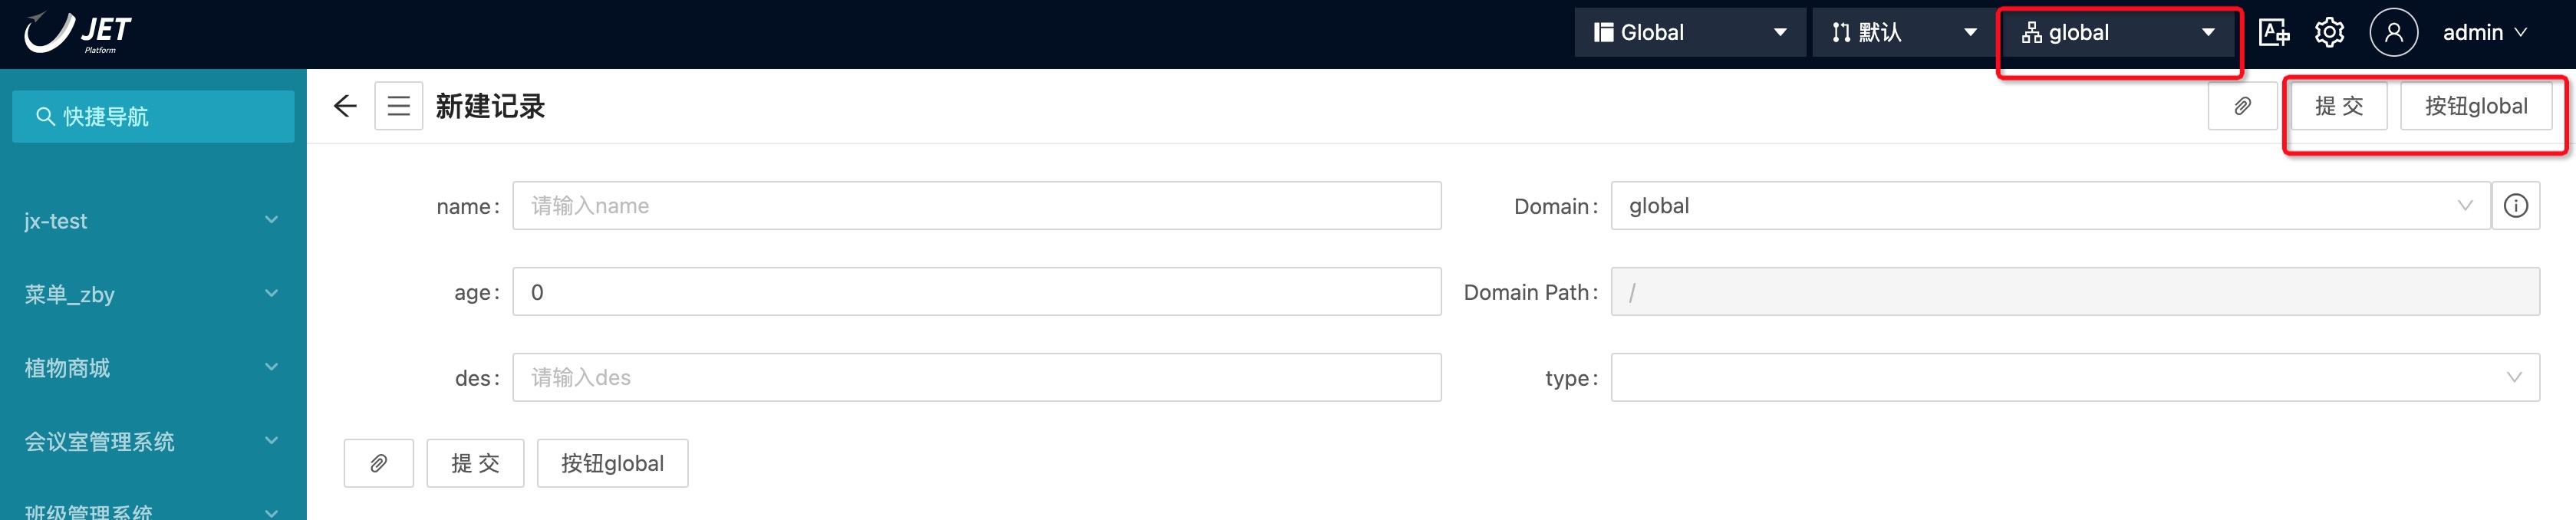 JET
Platform
Global
默认
global
admin
快捷导航
新建记录
提 交
按钮global
jx-test
菜单_zby
植物商城
会议室管理系统
班级管理系统
name:
请输入name
Domain:
global
age:
0
Domain Path:
/
des:
请输入des
type:
提 交
按钮global